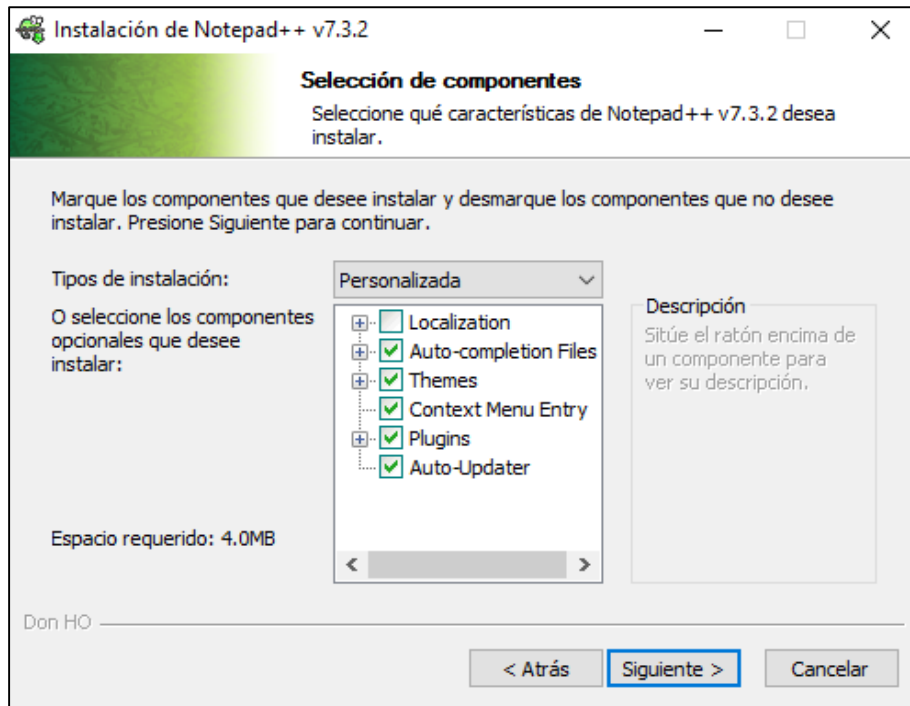 Instalación de Notepad++ v7.3.2
Selección de componentes
Seleccione qué características de Notepad++ v7.3.2 desea
instalar.
Marque los componentes que desee instalar y desmarque los componentes que no desee
instalar. Presione Siguiente para continuar.
Tipos de instalación:
Personalizada
O seleccione los componentes
opcionales que desee
instalar:
Localization
Auto-completion Files
Themes
Context Menu Entry
Plugins
Auto-Updater
Descripción
Sitúe el ratón encima de
un componente para
ver su descripción.
Espacio requerido: 4.0MB
Don HO
< Atrás
Siguiente >
Cancelar